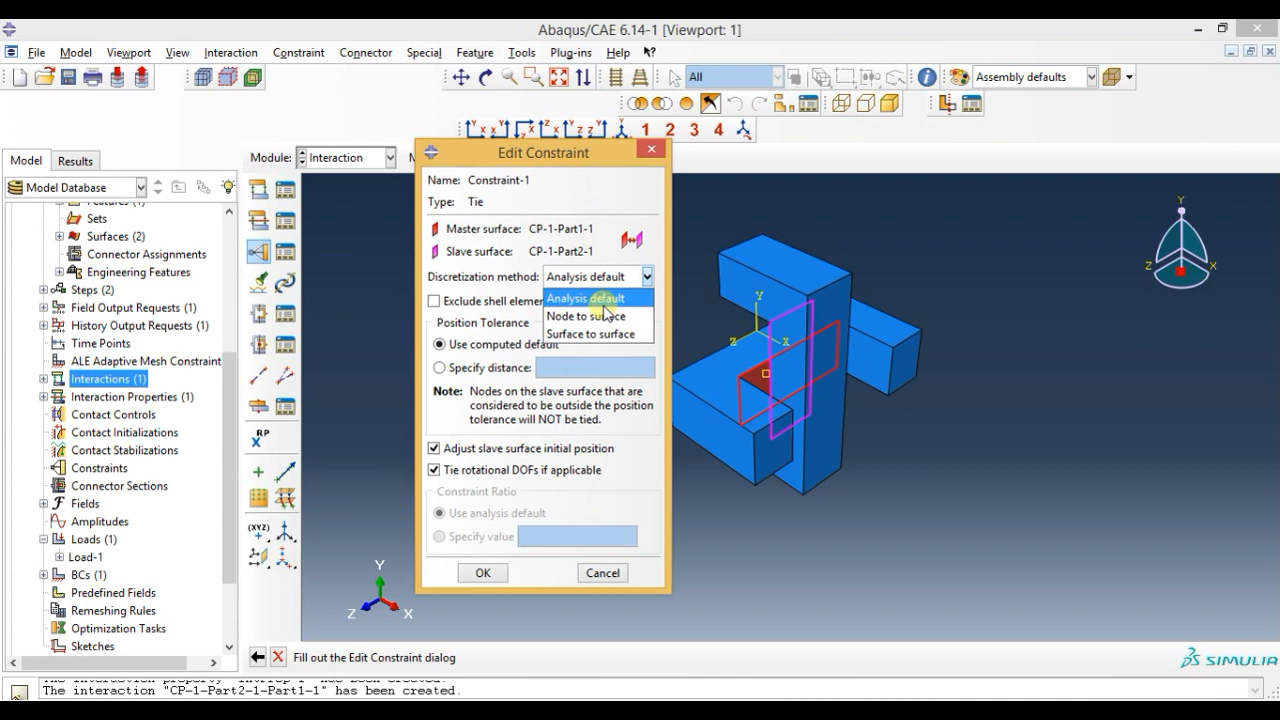 Abaqus/CAE 6.14-1 [Viewport: 1]
File Model Viewport View Interaction Constraint Connector Special Feature Tools Plug-ins Help
All
Assembly defaults
1 2 3 4
Model Results
Module: Interaction
Model Database
Sets
Surfaces (2)
Connector Assignments
Engineering Features
Steps (2)
Field Output Requests (1)
History Output Requests (1)
Time Points
ALE Adaptive Mesh Constraint
Interactions (1)
Interaction Properties (1)
Contact Controls
Contact Initializations
Contact Stabilizations
Constraints
Connector Sections
Fields
Amplitudes
Loads (1)
Load-1
BCs (1)
Predefined Fields
Remeshing Rules
Optimization Tasks
Sketches
RP
(XYZ)
Edit Constraint
Name: Constraint-1
Type: Tie
Master surface: CP-1-Part1-1
Slave surface: CP-1-Part2-1
Discretization method: Analysis default
Analysis default
Node to surface
Surface to surface
Exclude shell elemen
Position Tolerance
Use computed default
Specify distance:
Note: Nodes on the slave surface that are
considered to be outside the position
tolerance will NOT be tied.
Adjust slave surface initial position
Tie rotational DOFs if applicable
Constraint Ratio
Use analysis default
Specify value
OK Cancel
Y
Z X
Y
Z X
Y
Z X
Fill out the Edit Constraint dialog
SIMULIA
The interaction "CP-1-Part2-1-Part1-1" has been created.